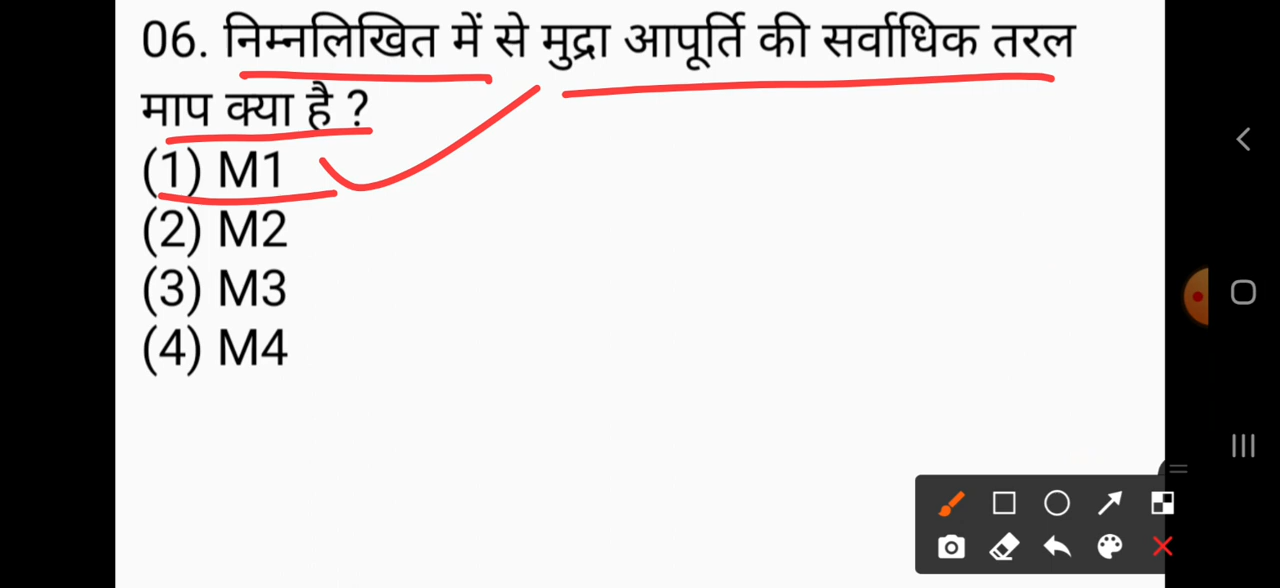 06. निम्नलिखित में से मुद्रा आपूर्ति की सर्वाधिक तरल
माप क्या है ?
(1) M1
(2) M2
(3) M3
(4) M4